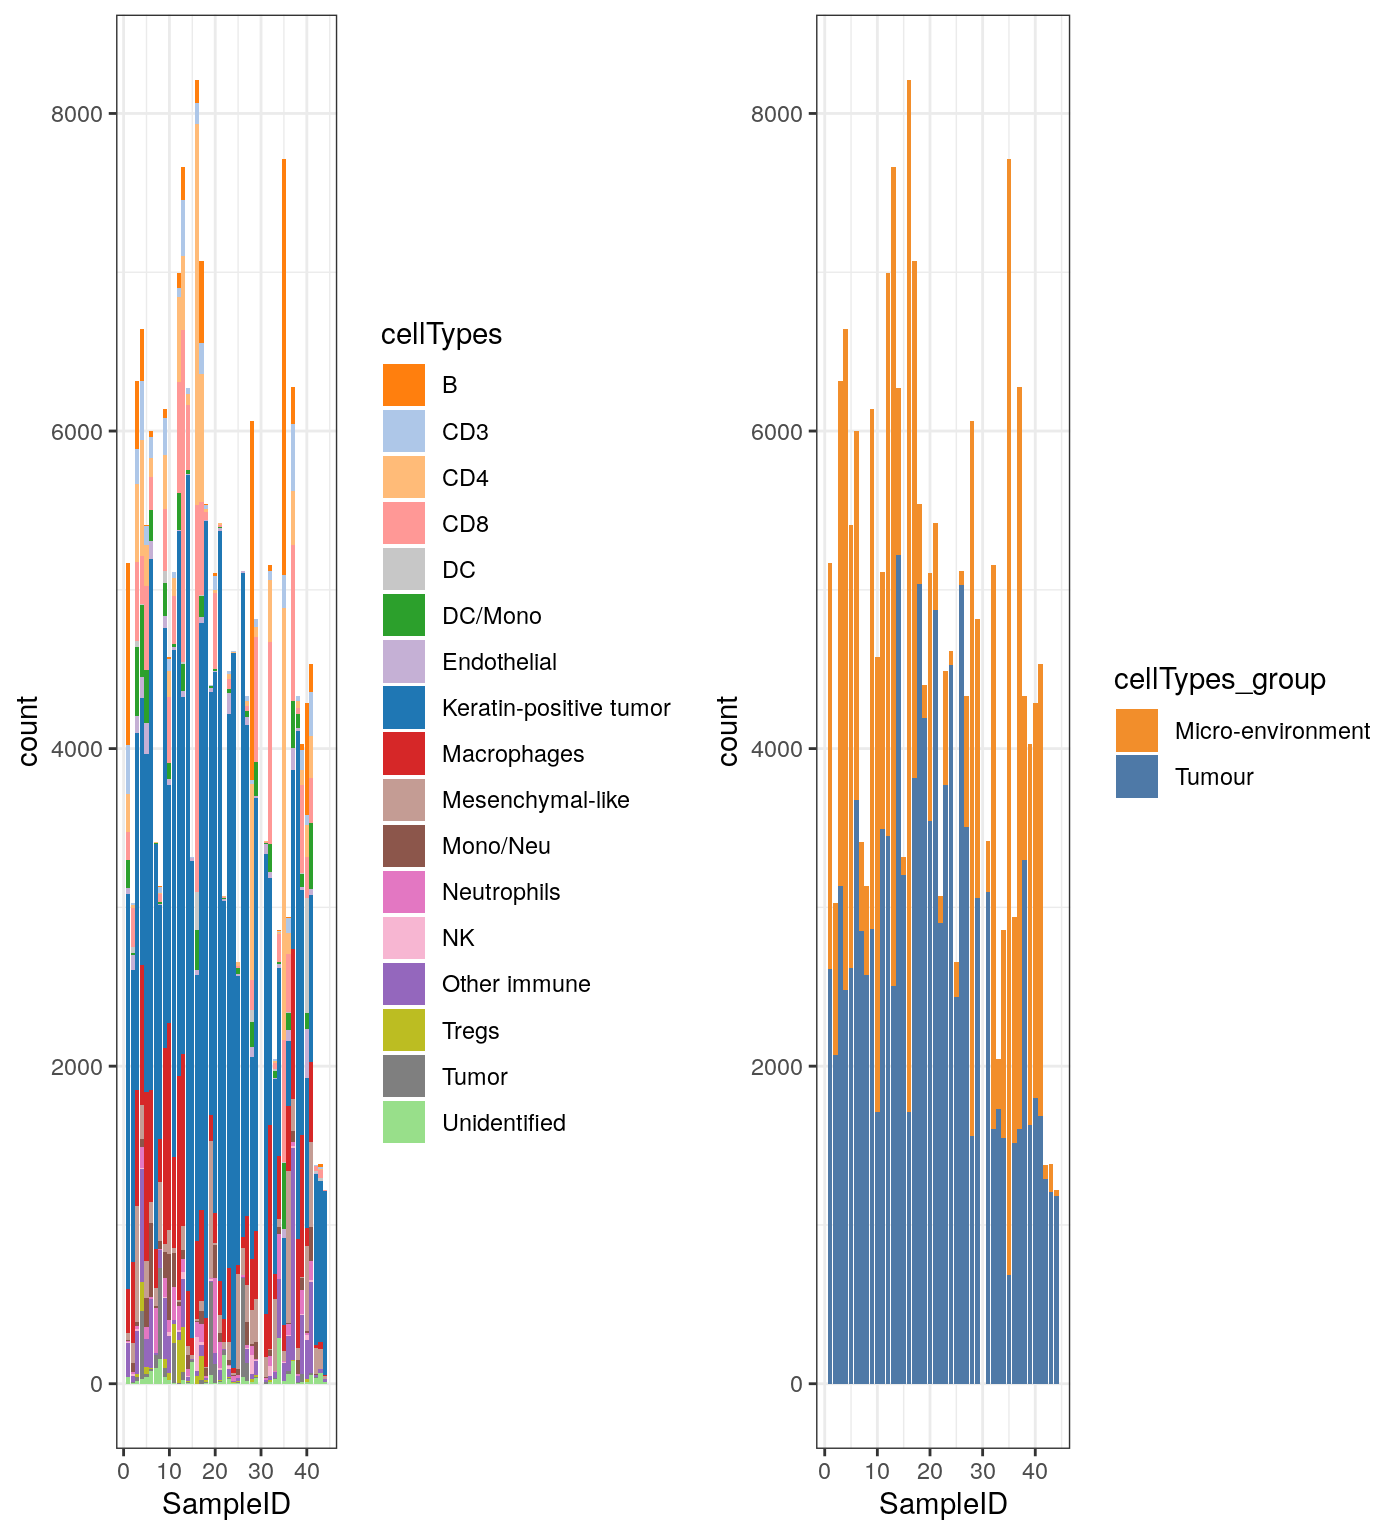 8000
6000
4000
2000
0
count
0 10 20 30 40
SampleID
cellTypes
B
CD3
CD4
CD8
DC
DC/Mono
Endothelial
Keratin-positive tumor
Macrophages
Mesenchymal-like
Mono/Neu
Neutrophils
NK
Other immune
Tregs
Tumor
Unidentified
8000
6000
4000
2000
0
count
0 10 20 30 40
SampleID
cellTypes_group
Micro-environment
Tumour